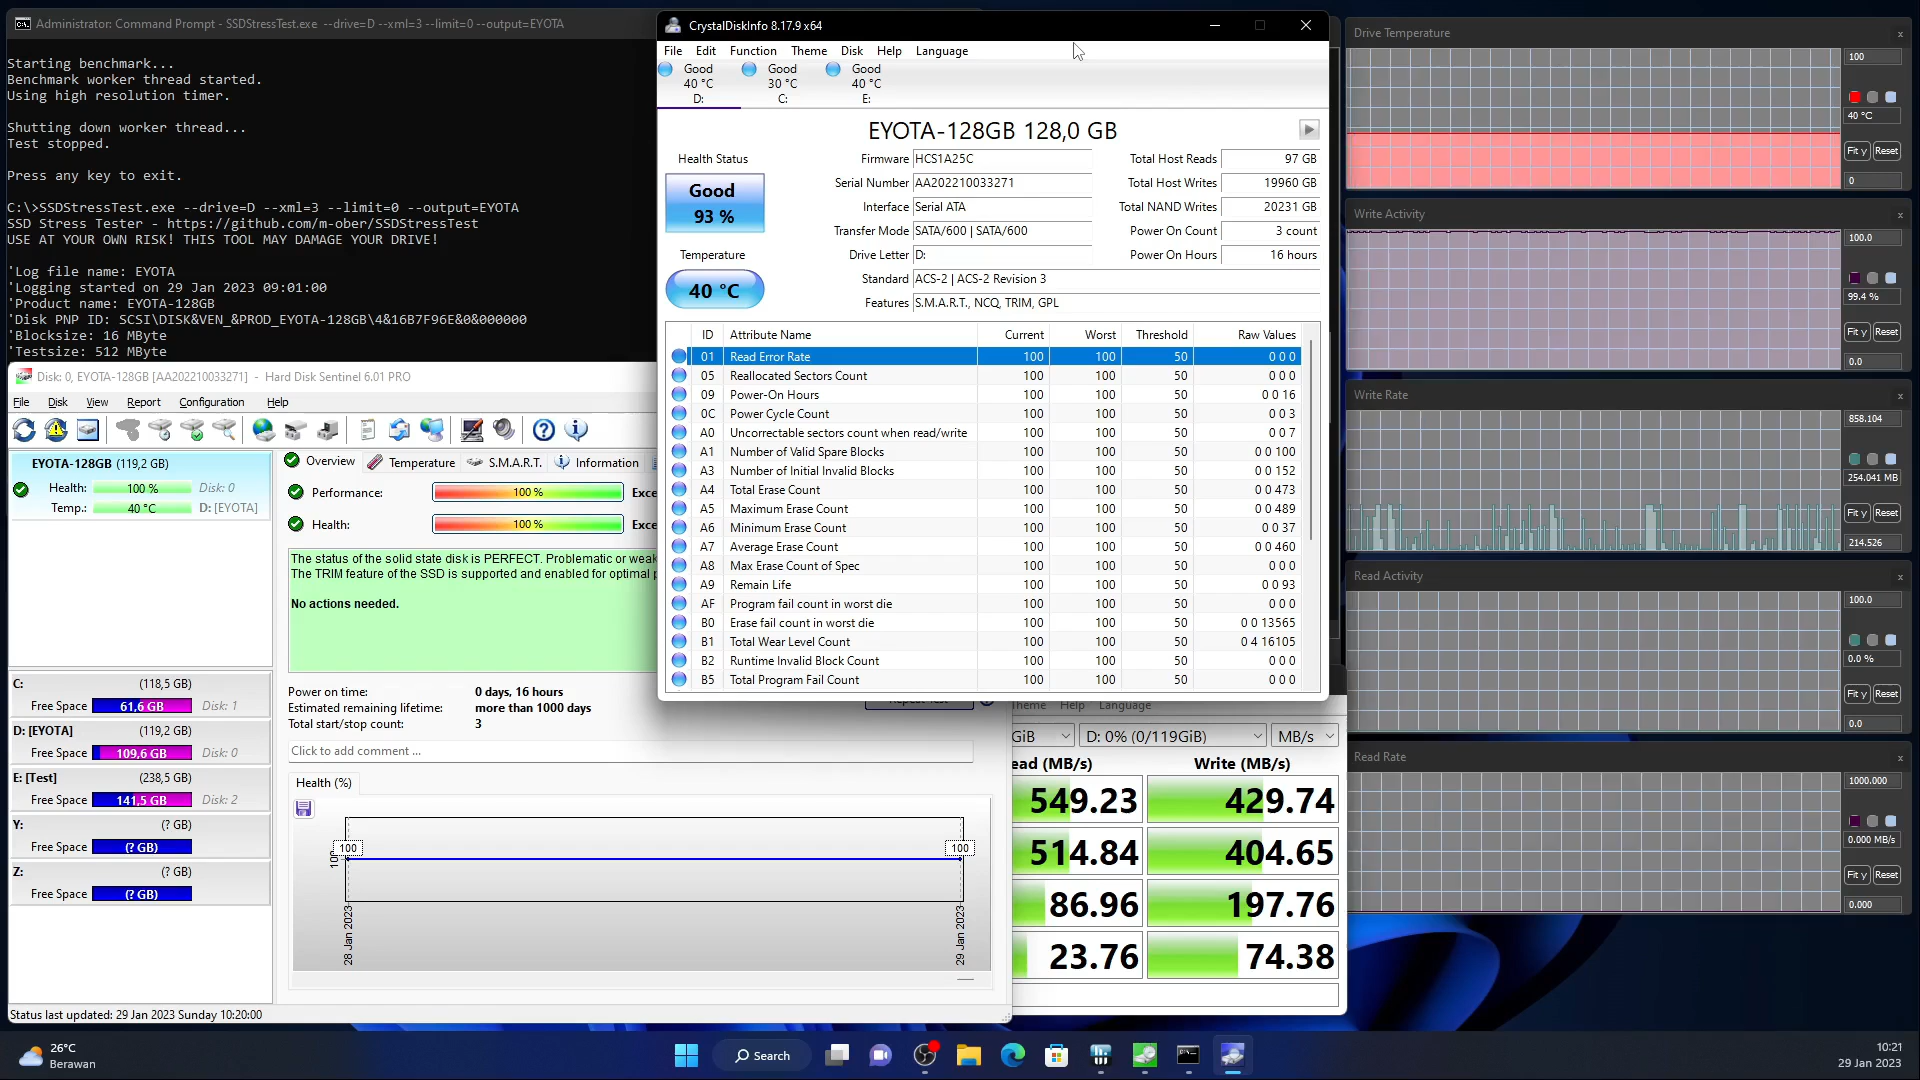 Administrator: Command Prompt - SSDStressTest.exe --drive=D --xml=3 --limit=0 --output=EYOTA
Starting benchmark...
Benchmark worker thread started.
Using high resolution timer.
Shutting down worker thread...
Test stopped.
Press any key to exit.
C:\>SSDStressTest.exe --drive=D --xml=3 --limit=0 --output=EYOTA
SSD Stress Tester - https://github.com/m-ober/SSDStressTest
USE AT YOUR OWN RISK! THIS TOOL MAY DAMAGE YOUR DRIVE!
'Log file name: EYOTA
'Logging started on 29 Jan 2023 09:01:00
'Product name: EYOTA-128GB
'Disk PNP ID: SCSI\DISK&VEN_&PROD_EYOTA-128GB\4&16B7F96E&0&000000
'Blocksize: 16 MByte
'Testsize: 512 MByte
CrystalDiskInfo 8.17.9 x64
File Edit Function Theme Disk Help Language
Good Good Good
40 °C 30 °C 40 °C
D: C: E:
EYOTA-128GB 128,0 GB
Health Status
Good
93 %
Temperature
40 °C
Firmware HCS1A25C
Serial Number AA202210033271
Interface Serial ATA
Transfer Mode SATA/600 | SATA/600
Drive Letter D:
Standard ACS-2 | ACS-2 Revision 3
Features S.M.A.R.T., NCQ, TRIM, GPL
Total Host Reads 97 GB
Total Host Writes 19960 GB
Total NAND Writes 20231 GB
Power On Count 3 count
Power On Hours 16 hours
ID Attribute Name Current Worst Threshold Raw Values
01 Read Error Rate 100 100 50 0 0 0
05 Reallocated Sectors Count 100 100 50 0 0 0
09 Power-On Hours 100 100 50 0 0 16
0C Power Cycle Count 100 100 50 0 0 3
A0 Uncorrectable sectors count when read/write 100 100 50 0 0 7
A1 Number of Valid Spare Blocks 100 100 50 0 0 100
A3 Number of Initial Invalid Blocks 100 100 50 0 0 152
A4 Total Erase Count 100 100 50 0 0 473
A5 Maximum Erase Count 100 100 50 0 0 489
A6 Minimum Erase Count 100 100 50 0 0 37
A7 Average Erase Count 100 100 50 0 0 460
A8 Max Erase Count of Spec 100 100 50 0 0 0
A9 Remain Life 100 100 50 0 0 93
AF Program fail count in worst die 100 100 50 0 0 0
B0 Erase fail count in worst die 100 100 50 0 0 13565
B1 Total Wear Level Count 100 100 50 0 4 16105
B2 Runtime Invalid Block Count 100 100 50 0 0 0
B5 Total Program Fail Count 100 100 50 0 0 0
Disk: 0, EYOTA-128GB [AA202210033271] - Hard Disk Sentinel 6.01 PRO
File Disk View Report Configuration Help
EYOTA-128GB (119,2 GB)
Health: 100 % Disk: 0
Temp.: 40 °C D: [EYOTA]
C: (118,5 GB)
Free Space 61,6 GB Disk: 1
D: [EYOTA] (119,2 GB)
Free Space 109,6 GB Disk: 0
E: [Test] (238,5 GB)
Free Space 141,5 GB Disk: 2
Y: (? GB)
Free Space (? GB)
Z: (? GB)
Free Space (? GB)
Overview Temperature S.M.A.R.T. Information
Performance: 100 % Exce
Health: 100 % Exce
The status of the solid state disk is PERFECT. Problematic or weak
The TRIM feature of the SSD is supported and enabled for optimal p
No actions needed.
Power on time: 0 days, 16 hours
Estimated remaining lifetime: more than 1000 days
Total start/stop count: 3
Click to add comment ...
Health (%)
100
100 100
28 Jan 2023 29 Jan 2023
Status last updated: 29 Jan 2023 Sunday 10:20:00
heme Help Language
GiB D: 0% (0/119GiB) MB/s
ead (MB/s) Write (MB/s)
549.23 429.74
514.84 404.65
86.96 197.76
23.76 74.38
Drive Temperature x
100
40 °C
Fit y Reset
0
Write Activity x
100.0
99.4 %
Fit y Reset
0.0
Write Rate x
858.104
254.041 MB
Fit y Reset
214.526
Read Activity x
100.0
0.0 %
Fit y Reset
0.0
Read Rate x
1000.000
0.000 MB/s
Fit y Reset
0.000
26°C
Berawan
Search
10:21
29 Jan 2023